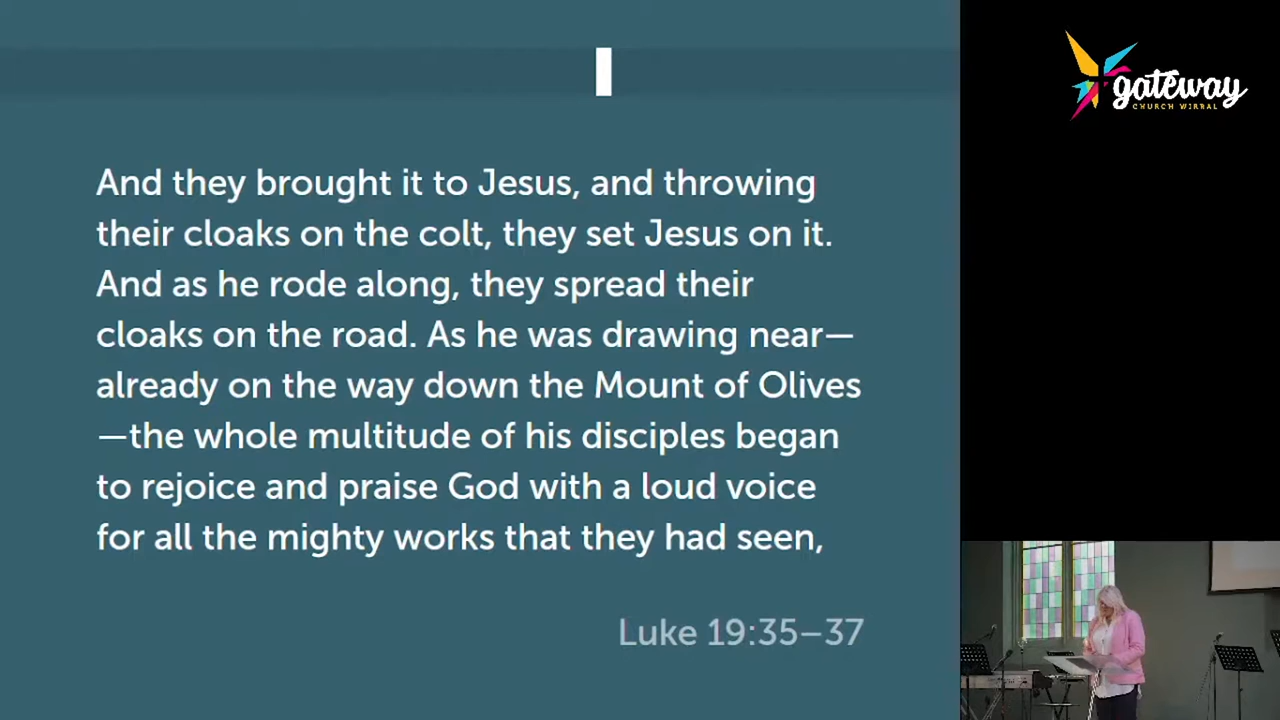 And they brought it to Jesus, and throwing
their cloaks on the colt, they set Jesus on it.
And as he rode along, they spread their
cloaks on the road. As he was drawing near—
already on the way down the Mount of Olives
—the whole multitude of his disciples began
to rejoice and praise God with a loud voice
for all the mighty works that they had seen,
Luke 19:35–37
gateway
CHURCH WIRRAL